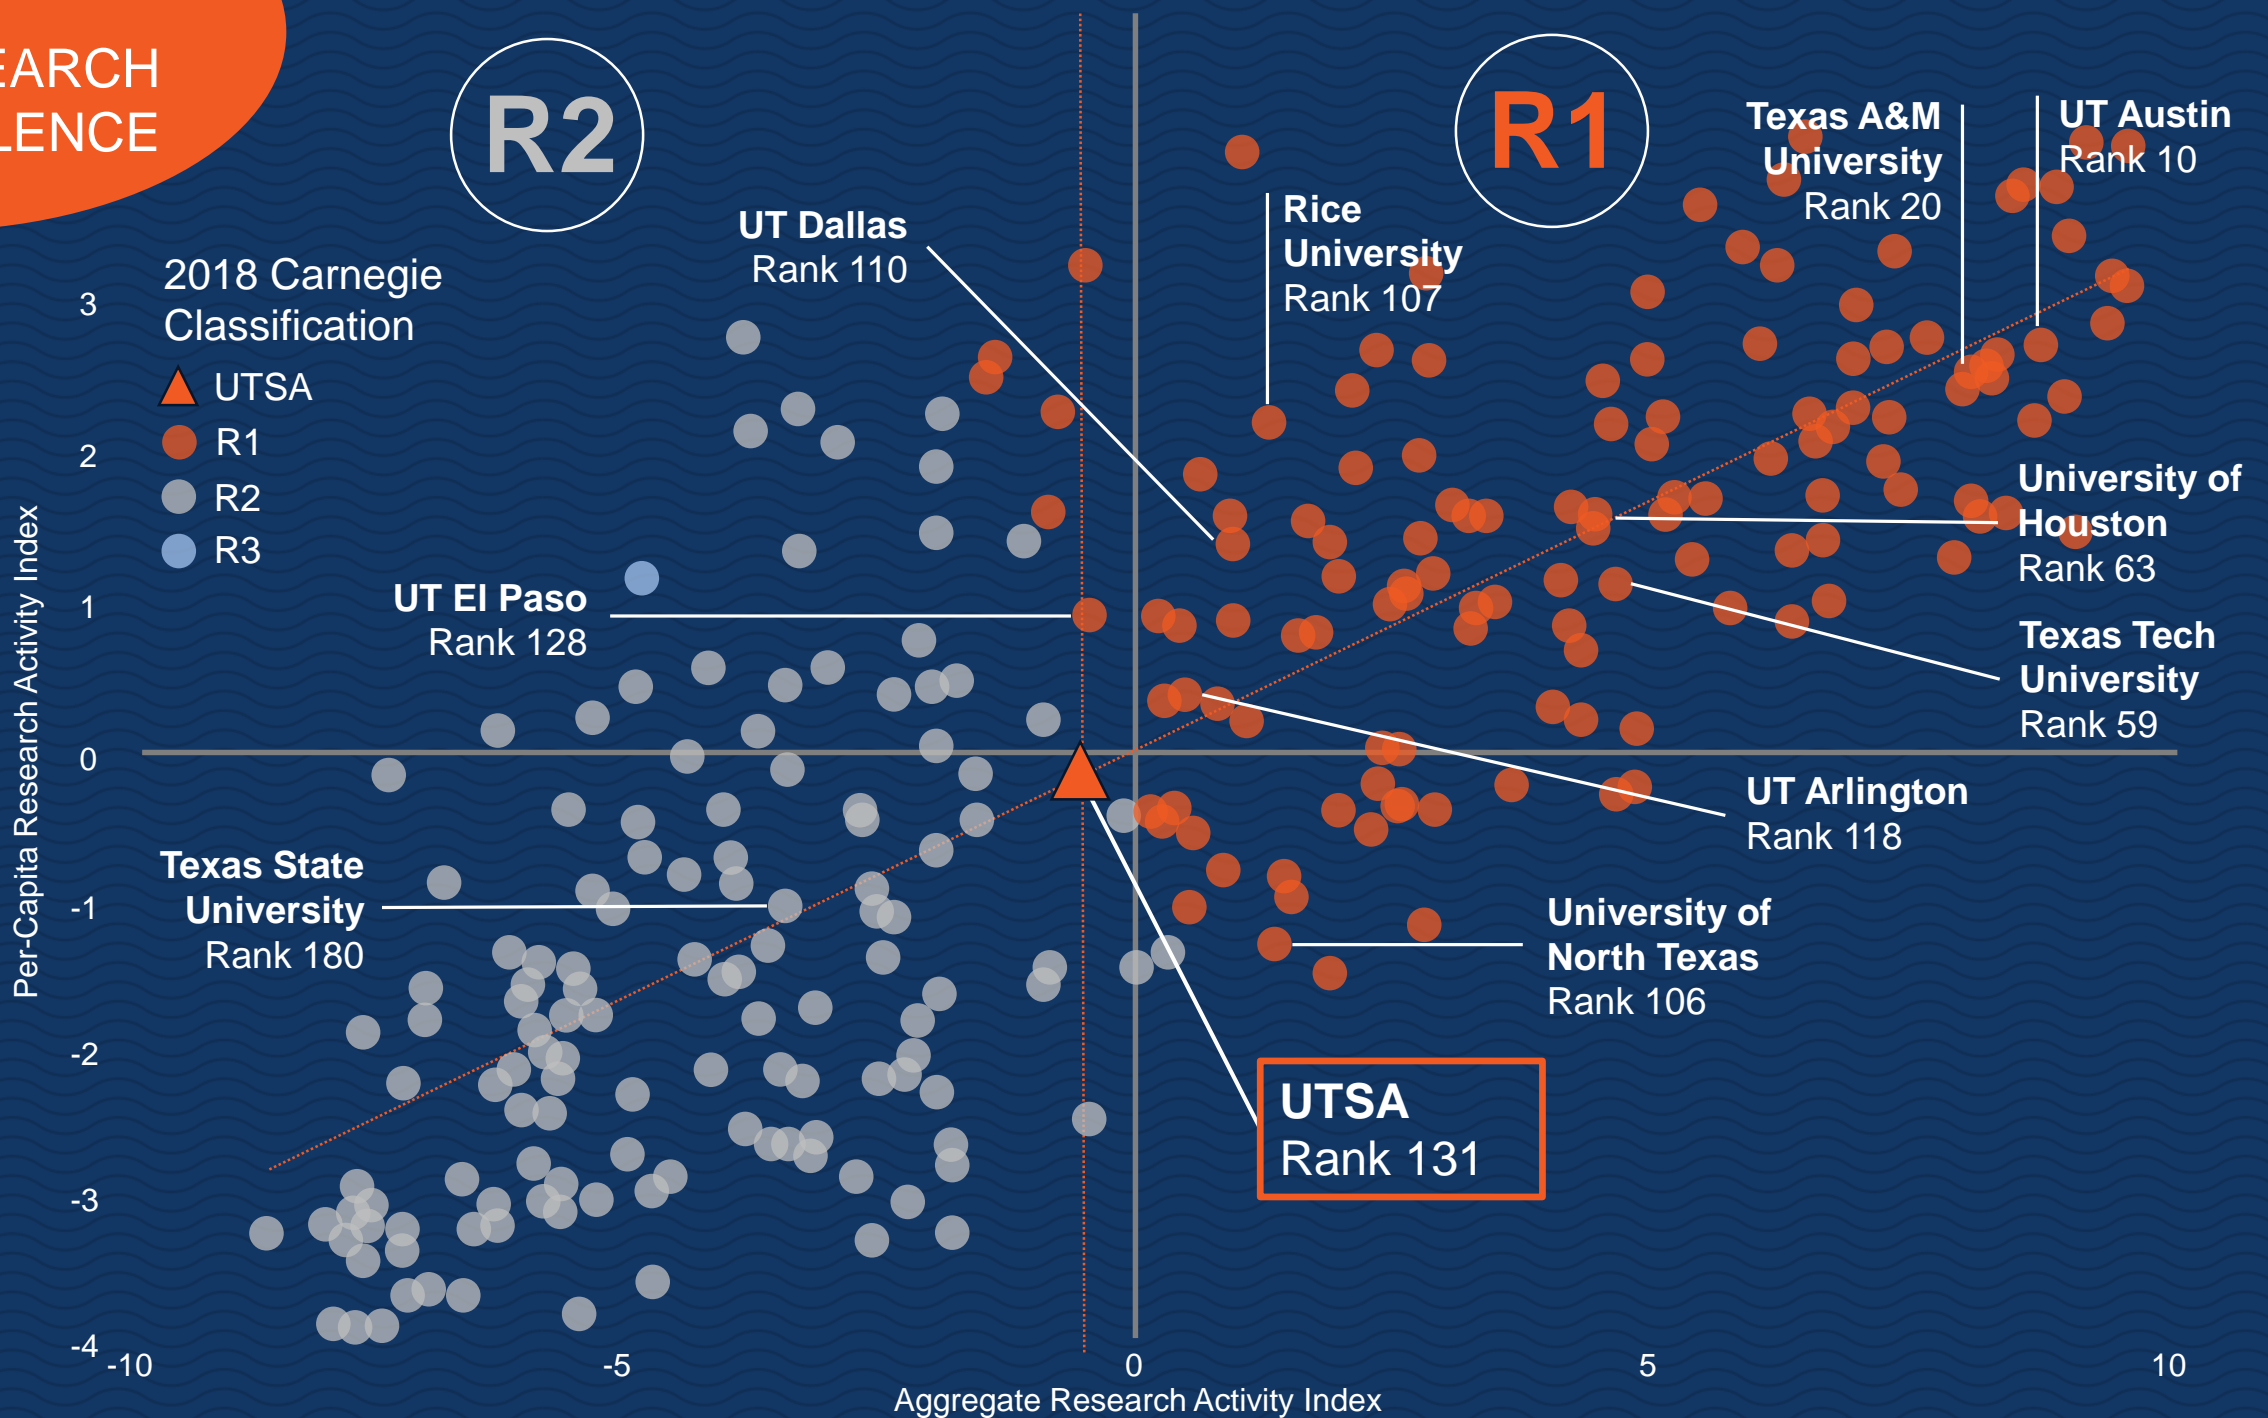 EARCH
LENCE
R2
R1
2018 Carnegie
Classification
UTSA
R1
R2
R3
UT Dallas
Rank 110
Rice
University
Rank 107
Texas A&M
University
Rank 20
UT Austin
Rank 10
University of
Houston
Rank 63
Texas Tech
University
Rank 59
UT El Paso
Rank 128
UT Arlington
Rank 118
Texas State
University
Rank 180
University of
North Texas
Rank 106
UTSA
Rank 131
Per-Capita Research Activity Index
3
2
1
0
-1
-2
-3
-4
-10
-5
0
5
10
Aggregate Research Activity Index